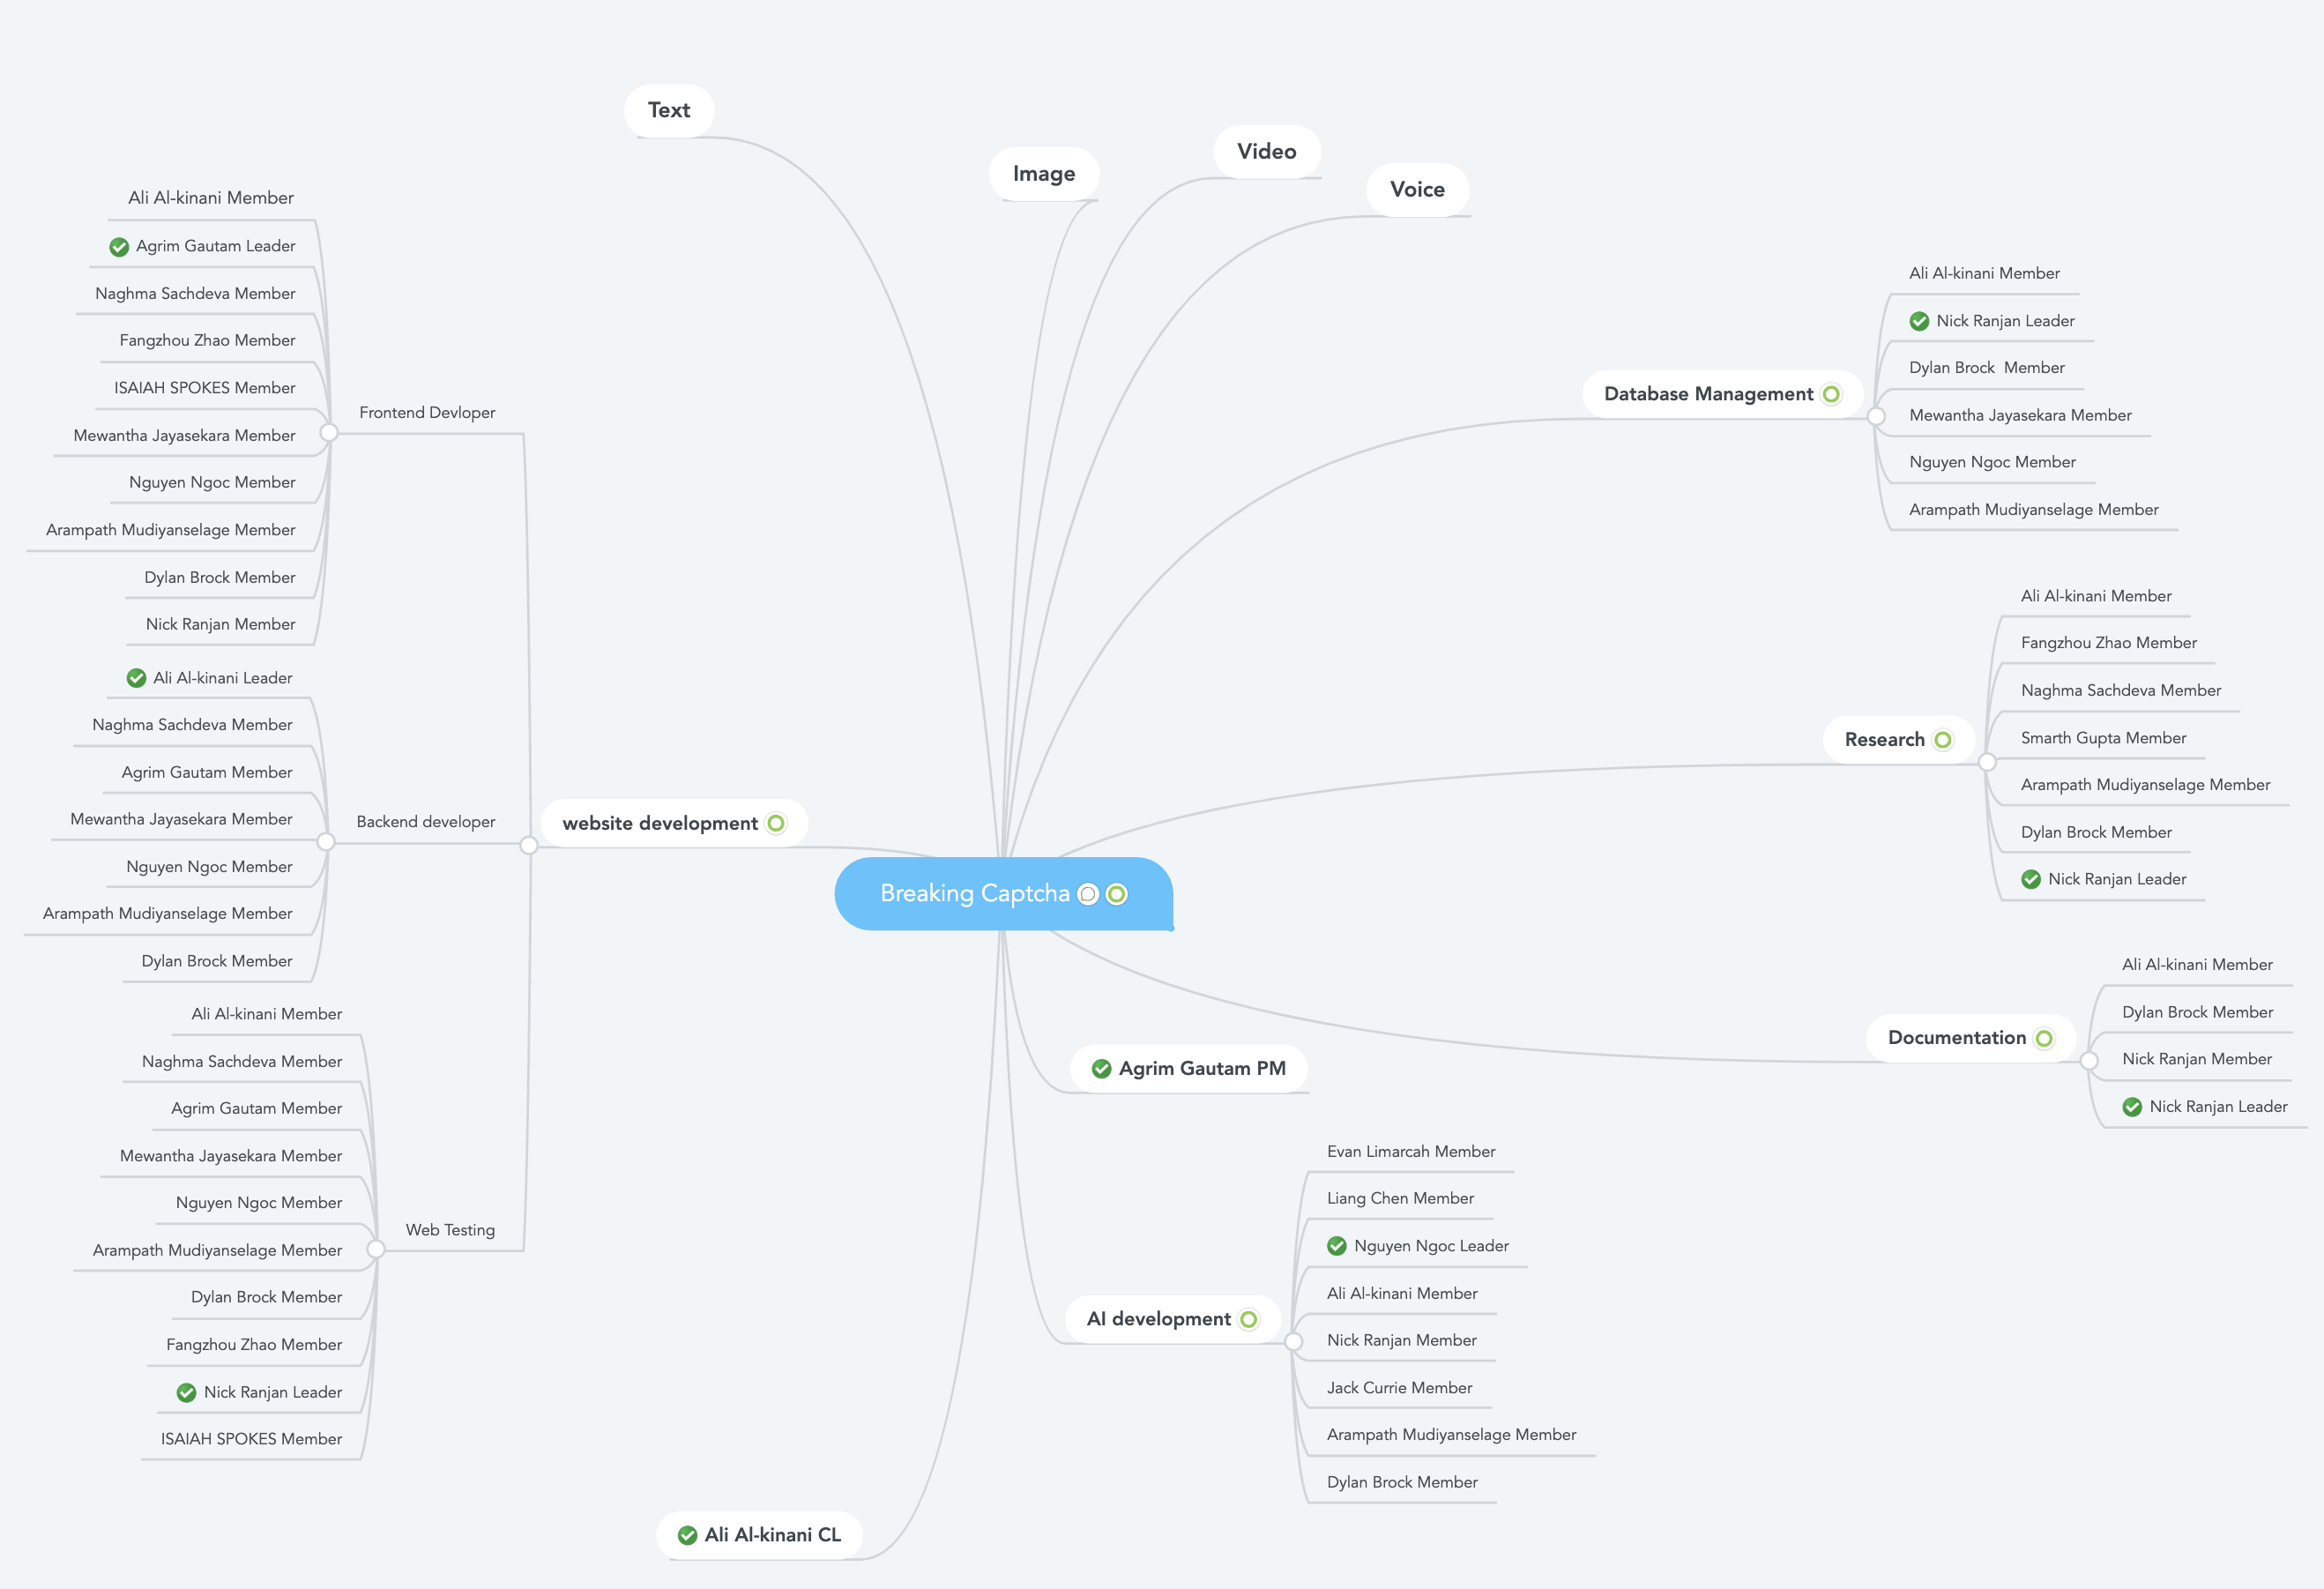 Text
Image
Video
Voice
Ali Al-kinani Member
Agrim Gautam Leader
Naghma Sachdeva Member
Fangzhou Zhao Member
ISAIAH SPOKES Member
Mewantha Jayasekara Member
Nguyen Ngoc Member
Arampath Mudiyanselage Member
Dylan Brock Member
Nick Ranjan Member
Frontend Devloper
Ali Al-kinani Leader
Naghma Sachdeva Member
Agrim Gautam Member
Mewantha Jayasekara Member
Nguyen Ngoc Member
Arampath Mudiyanselage Member
Dylan Brock Member
Backend developer
Ali Al-kinani Member
Naghma Sachdeva Member
Agrim Gautam Member
Mewantha Jayasekara Member
Nguyen Ngoc Member
Arampath Mudiyanselage Member
Dylan Brock Member
Fangzhou Zhao Member
Nick Ranjan Leader
ISAIAH SPOKES Member
Web Testing
website development
Breaking Captcha
Database Management
Ali Al-kinani Member
Nick Ranjan Leader
Dylan Brock  Member
Mewantha Jayasekara Member
Nguyen Ngoc Member
Arampath Mudiyanselage Member
Research
Ali Al-kinani Member
Fangzhou Zhao Member
Naghma Sachdeva Member
Smarth Gupta Member
Arampath Mudiyanselage Member
Dylan Brock Member
Nick Ranjan Leader
Documentation
Ali Al-kinani Member
Dylan Brock Member
Nick Ranjan Member
Nick Ranjan Leader
Agrim Gautam PM
AI development
Evan Limarcah Member
Liang Chen Member
Nguyen Ngoc Leader
Ali Al-kinani Member
Nick Ranjan Member
Jack Currie Member
Arampath Mudiyanselage Member
Dylan Brock Member
Ali Al-kinani CL